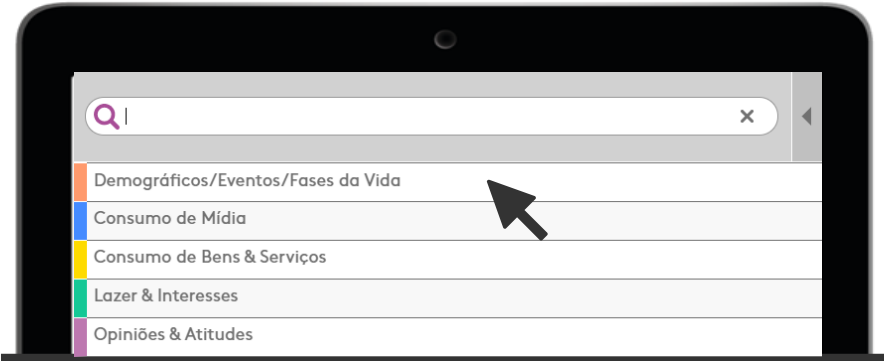 Demográficos/Eventos/Fases da Vida
Consumo de Mídia
Consumo de Bens & Serviços
Lazer & Interesses
Opiniões & Atitudes